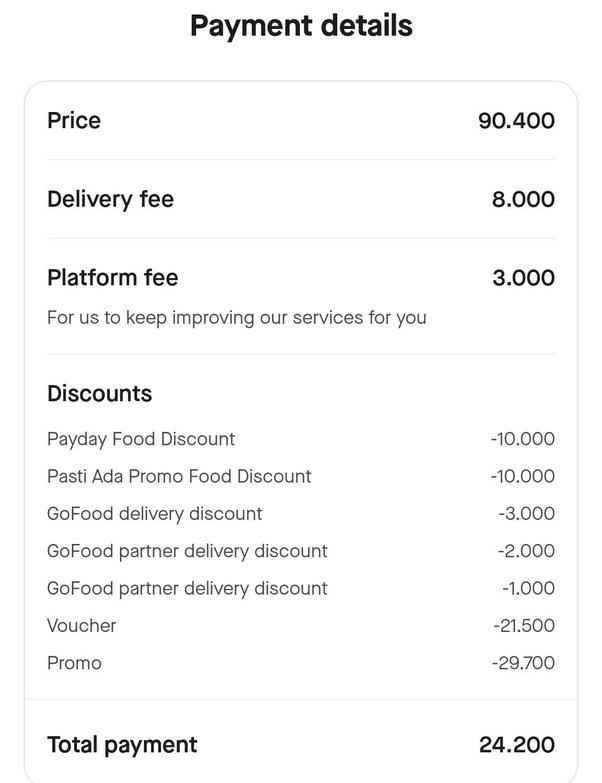 Payment details
Price 90.400
Delivery fee 8.000
Platform fee 3.000
For us to keep improving our services for you
Discounts
Payday Food Discount -10.000
Pasti Ada Promo Food Discount -10.000
GoFood delivery discount -3.000
GoFood partner delivery discount -2.000
GoFood partner delivery discount -1.000
Voucher -21.500
Promo -29.700
Total payment 24.200